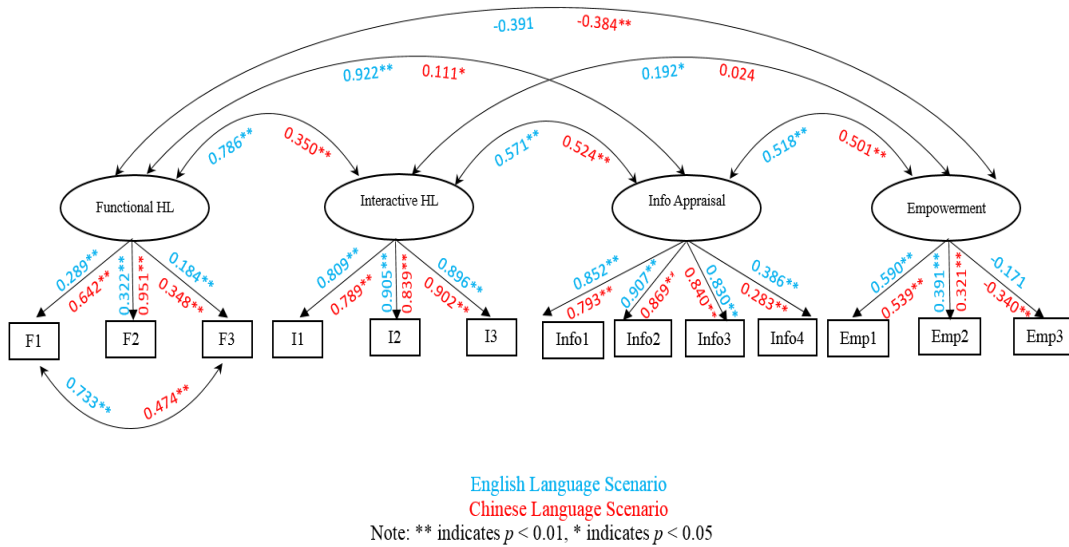 -0.391 -0.384**
0.922** 0.111* 0.192* 0.024
0.786** 0.350** 0.571** 0.524** 0.518** 0.501**
Functional HL Interactive HL Info Appraisal Empowerment
0.289** 0.642** 0.322** 0.951** 0.184** 0.348** 0.809** 0.789** 0.905** 0.839** 0.896** 0.902** 0.852** 0.793** 0.907** 0.869** 0.840** 0.830** 0.386** 0.283** 0.590** 0.539** 0.391** 0.321** -0.171 -0.340**
F1 F2 F3 I1 I2 I3 Info1 Info2 Info3 Info4 Emp1 Emp2 Emp3
0.733** 0.474**
English Language Scenario
Chinese Language Scenario
Note: ** indicates p < 0.01, * indicates p < 0.05